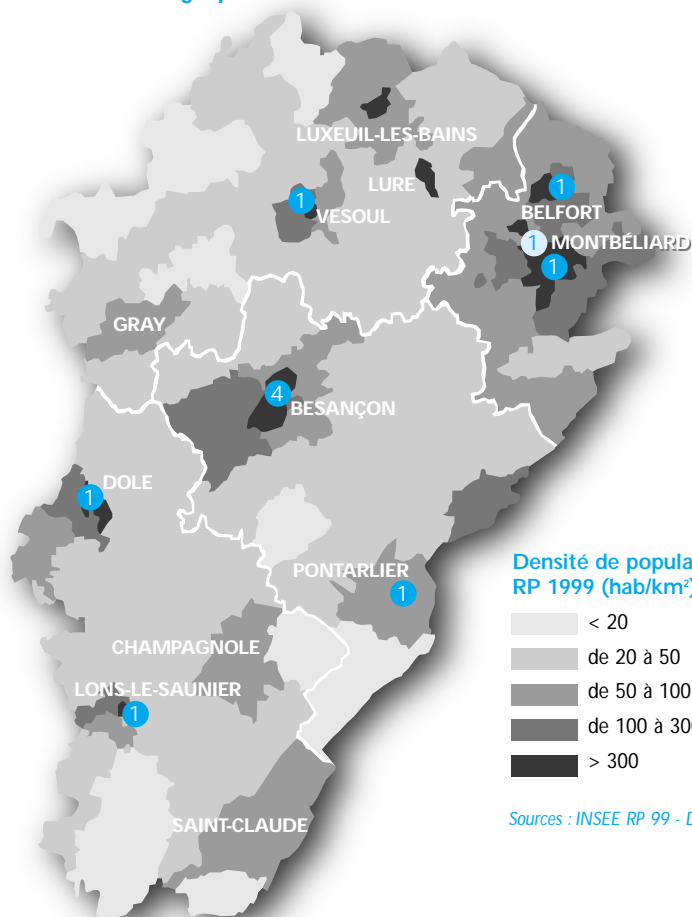 LUXEUIL-LES-BAINS
LURE
1
1
VESOUL
BELFORT
1 MONTBÉLIARD
1
GRAY
4
BESANÇON
DOLE
1
PONTARLIER
1
CHAMPAGNOLE
LONS-LE-SAUNIER
1
SAINT-CLAUDE
Densité de popula
RP 1999 (hab/km²)
< 20
de 20 à 50
de 50 à 100
de 100 à 300
> 300
Sources : INSEE RP 99 - D